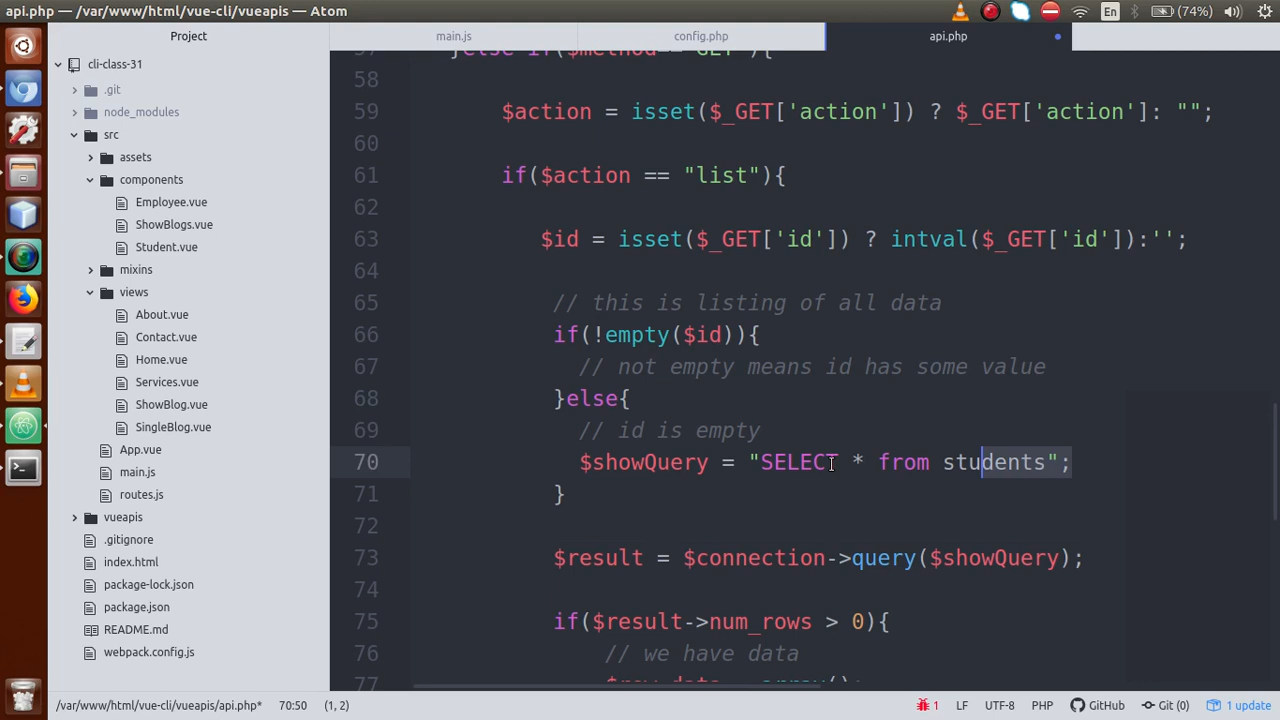 api.php — /var/www/html/vue-cli/vueapis — Atom
En
(74%)
Project
main.js
config.php
api.php
cli-class-31
.git
node_modules
src
assets
components
Employee.vue
ShowBlogs.vue
Student.vue
mixins
views
About.vue
Contact.vue
Home.vue
Services.vue
ShowBlog.vue
SingleBlog.vue
App.vue
main.js
routes.js
vueapis
.gitignore
index.html
package-lock.json
package.json
README.md
webpack.config.js
57 }else if($method=="GET"){
58
59 $action = isset($_GET['action']) ? $_GET['action']: "";
60
61 if($action == "list"){
62
63 $id = isset($_GET['id']) ? intval($_GET['id']):'';
64
65 // this is listing of all data
66 if(!empty($id)){
67 // not empty means id has some value
68 }else{
69 // id is empty
70 $showQuery = "SELECT * from students";
71 }
72
73 $result = $connection->query($showQuery);
74
75 if($result->num_rows > 0){
76 // we have data
77
/var/www/html/vue-cli/vueapis/api.php* 70:50 (1, 2)
1 LF UTF-8 PHP GitHub Git (0) 1 update